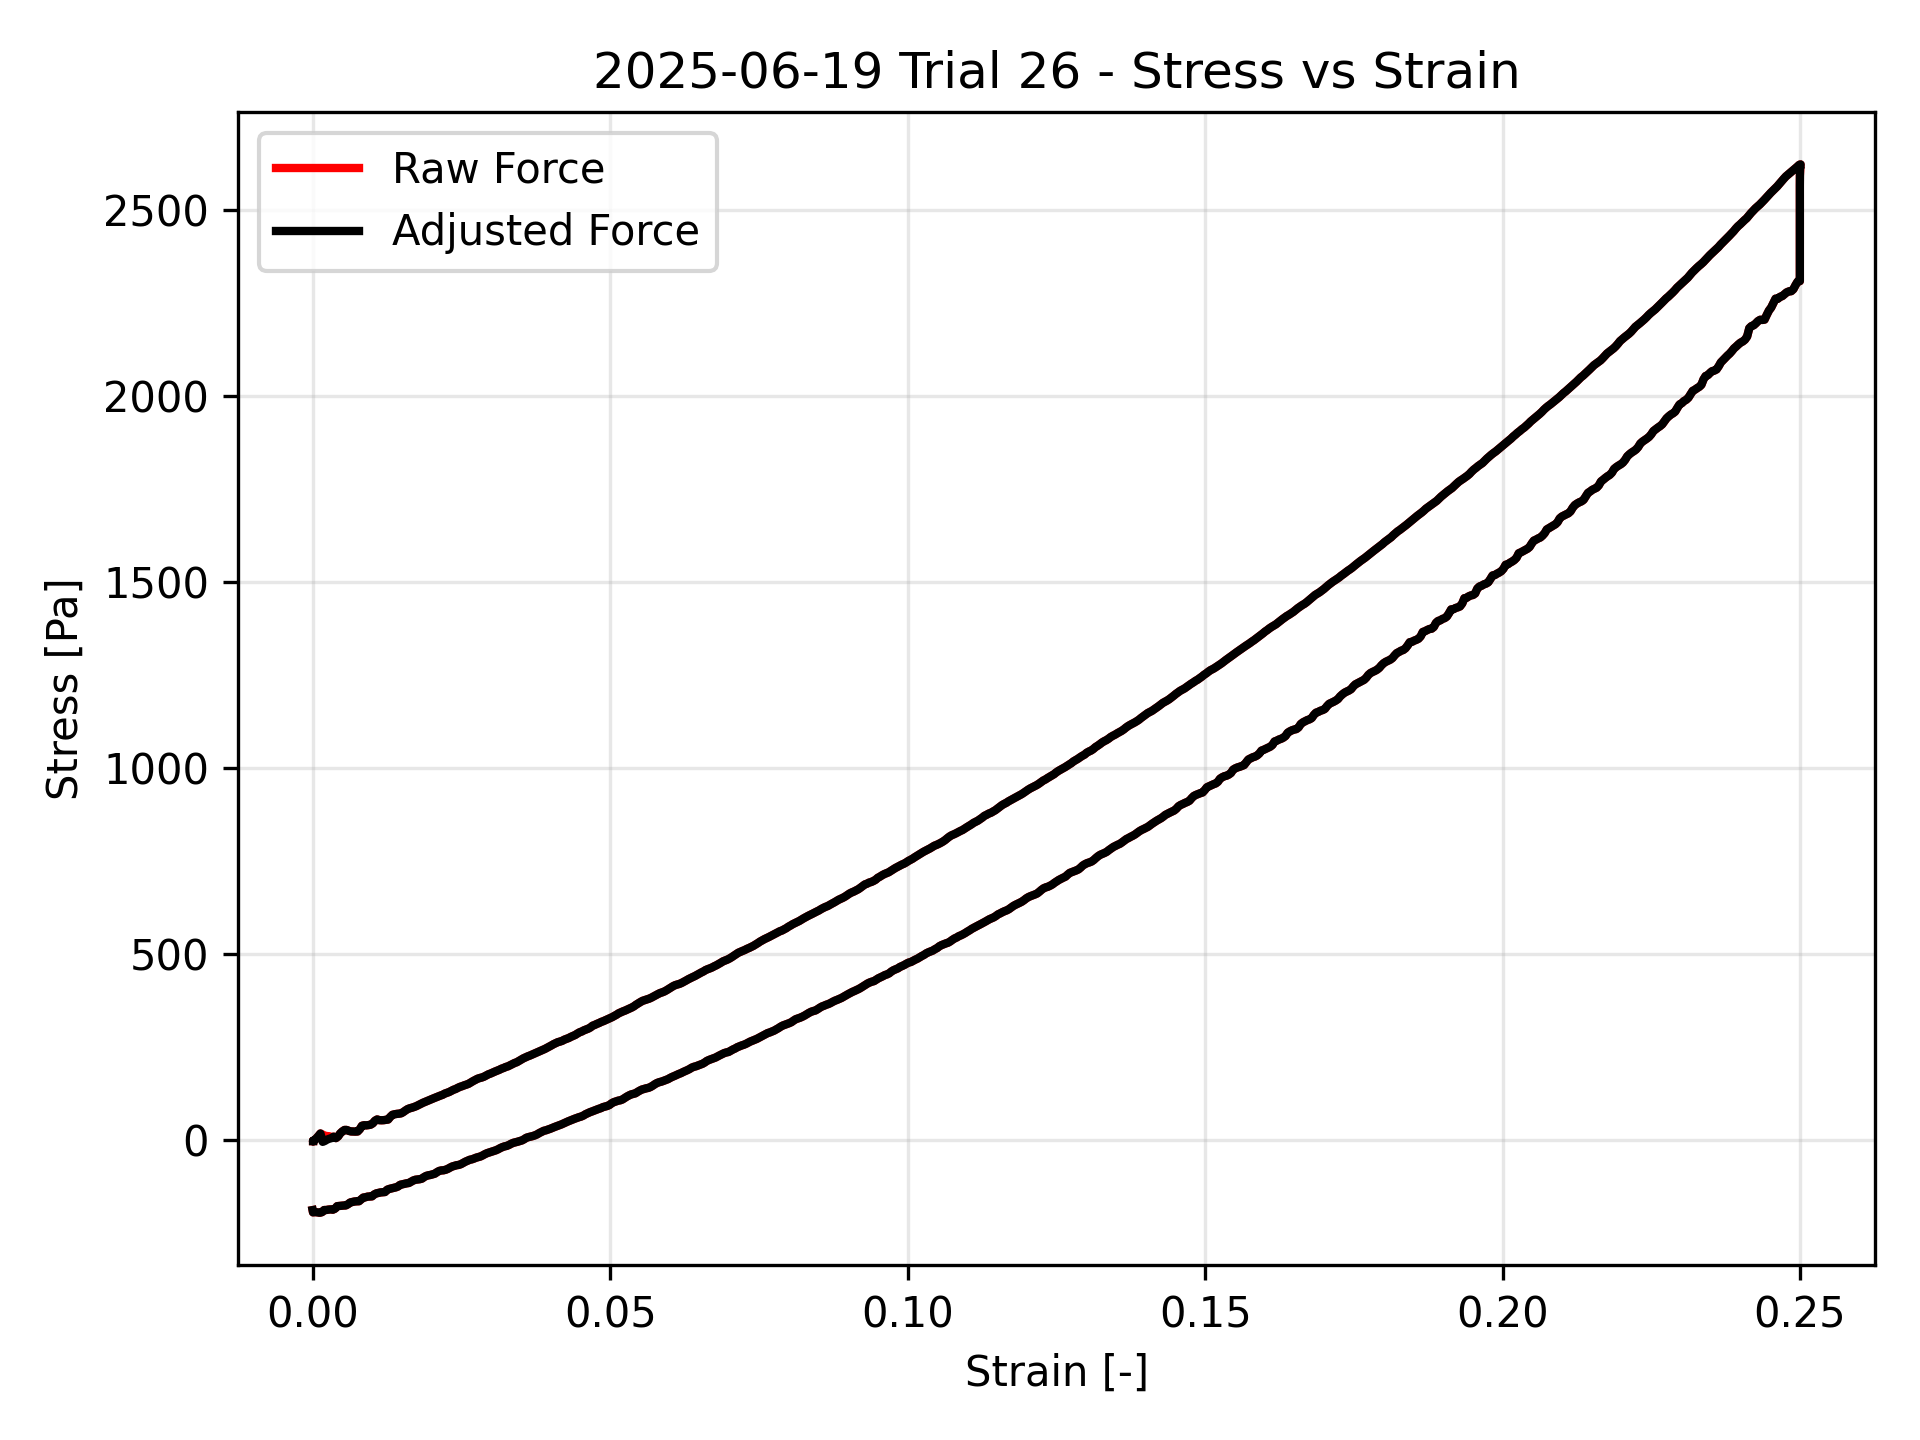 2025-06-19 Trial 26 - Stress vs Strain
Raw Force
Adjusted Force
2500
2000
1500
1000
500
0
Stress [Pa]
0.00 0.05 0.10 0.15 0.20 0.25
Strain [-]